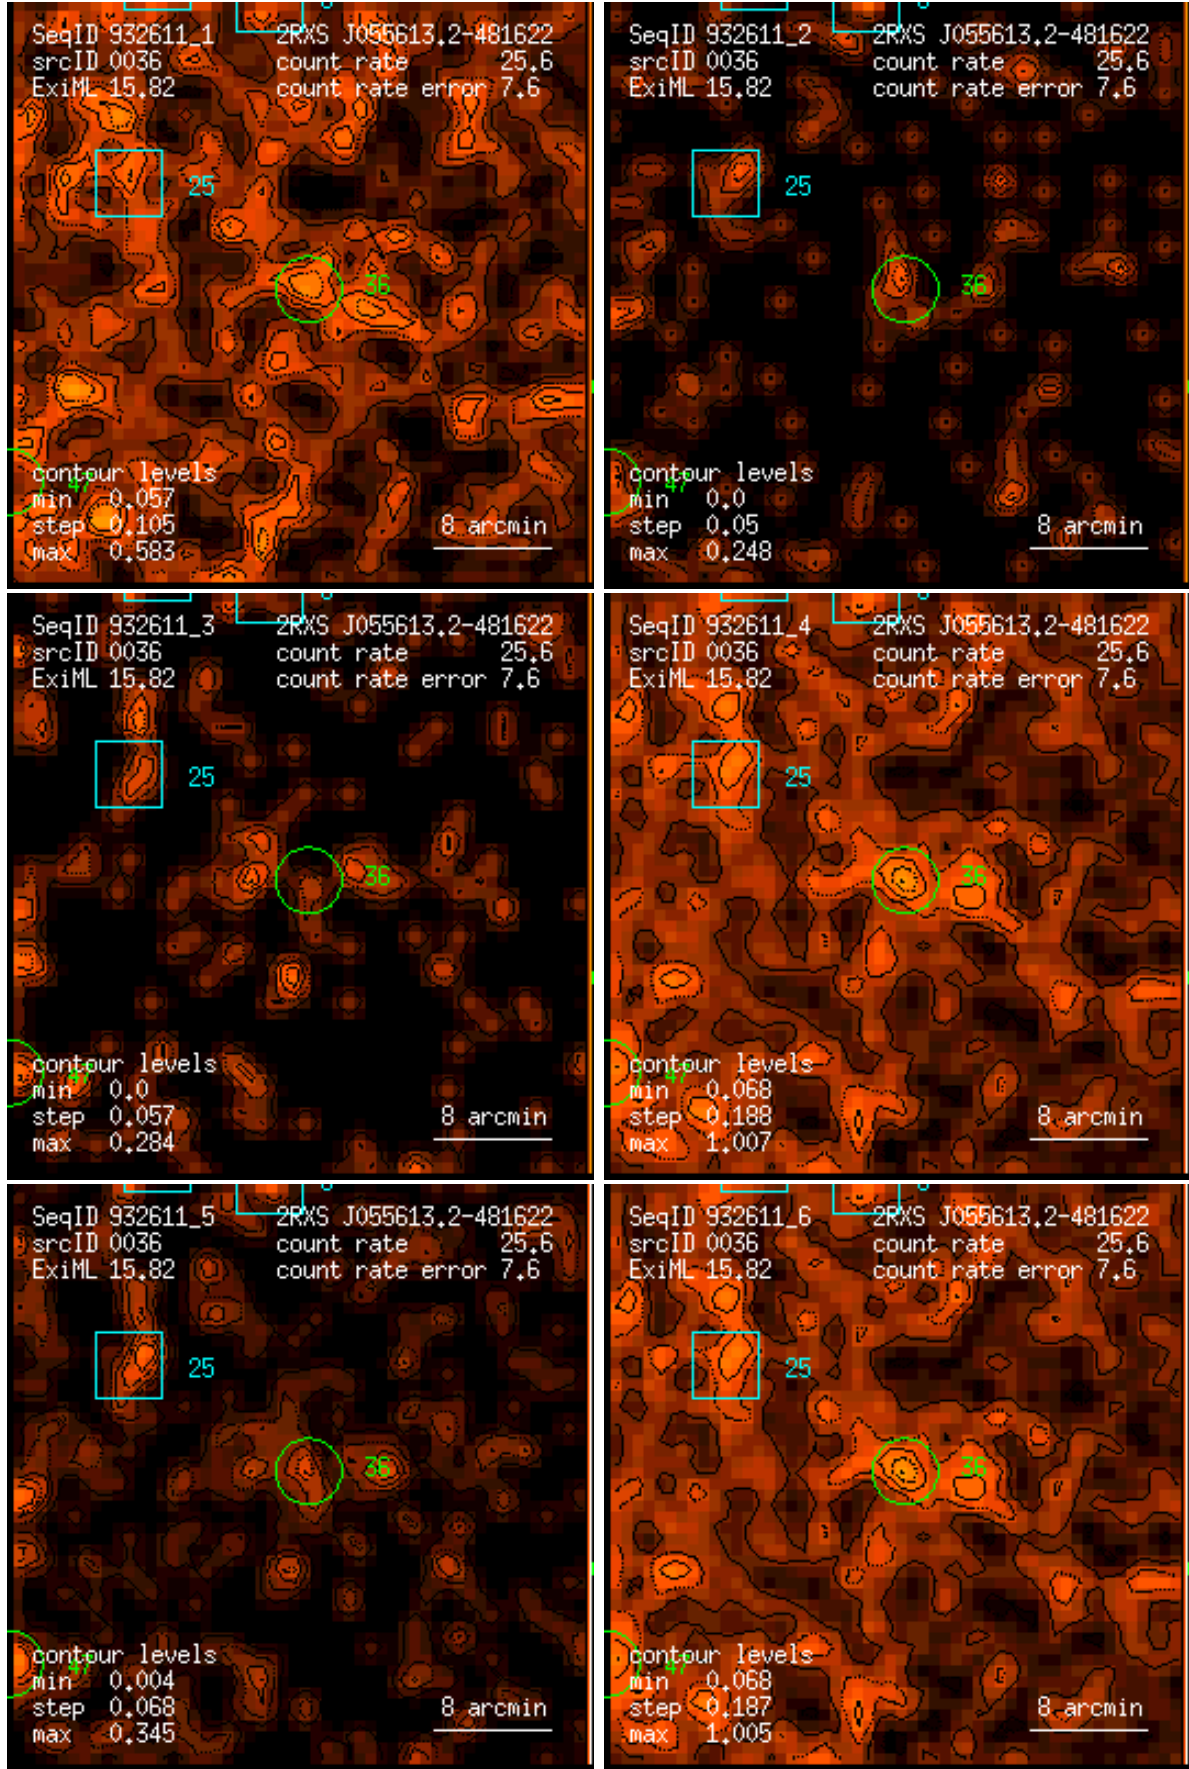 SeqID 932611_1 2RXS J055613.2-481622
srcID 0036 count rate 25.6
ExiML 15.82 count rate error 7.6
25
36
47
contour levels
min 0.057
step 0.105
max 0.583
8 arcmin
SeqID 932611_2 2RXS J055613.2-481622
srcID 0036 count rate 25.6
ExiML 15.82 count rate error 7.6
25
36
47
contour levels
min 0.0
step 0.05
max 0.248
8 arcmin
SeqID 932611_3 2RXS J055613.2-481622
srcID 0036 count rate 25.6
ExiML 15.82 count rate error 7.6
25
36
47
contour levels
min 0.0
step 0.057
max 0.284
8 arcmin
SeqID 932611_4 2RXS J055613.2-481622
srcID 0036 count rate 25.6
ExiML 15.82 count rate error 7.6
25
36
47
contour levels
min 0.068
step 0.188
max 1.007
8 arcmin
SeqID 932611_5 2RXS J055613.2-481622
srcID 0036 count rate 25.6
ExiML 15.82 count rate error 7.6
25
36
47
contour levels
min 0.004
step 0.068
max 0.345
8 arcmin
SeqID 932611_6 2RXS J055613.2-481622
srcID 0036 count rate 25.6
ExiML 15.82 count rate error 7.6
25
36
47
contour levels
min 0.068
step 0.187
max 1.005
8 arcmin